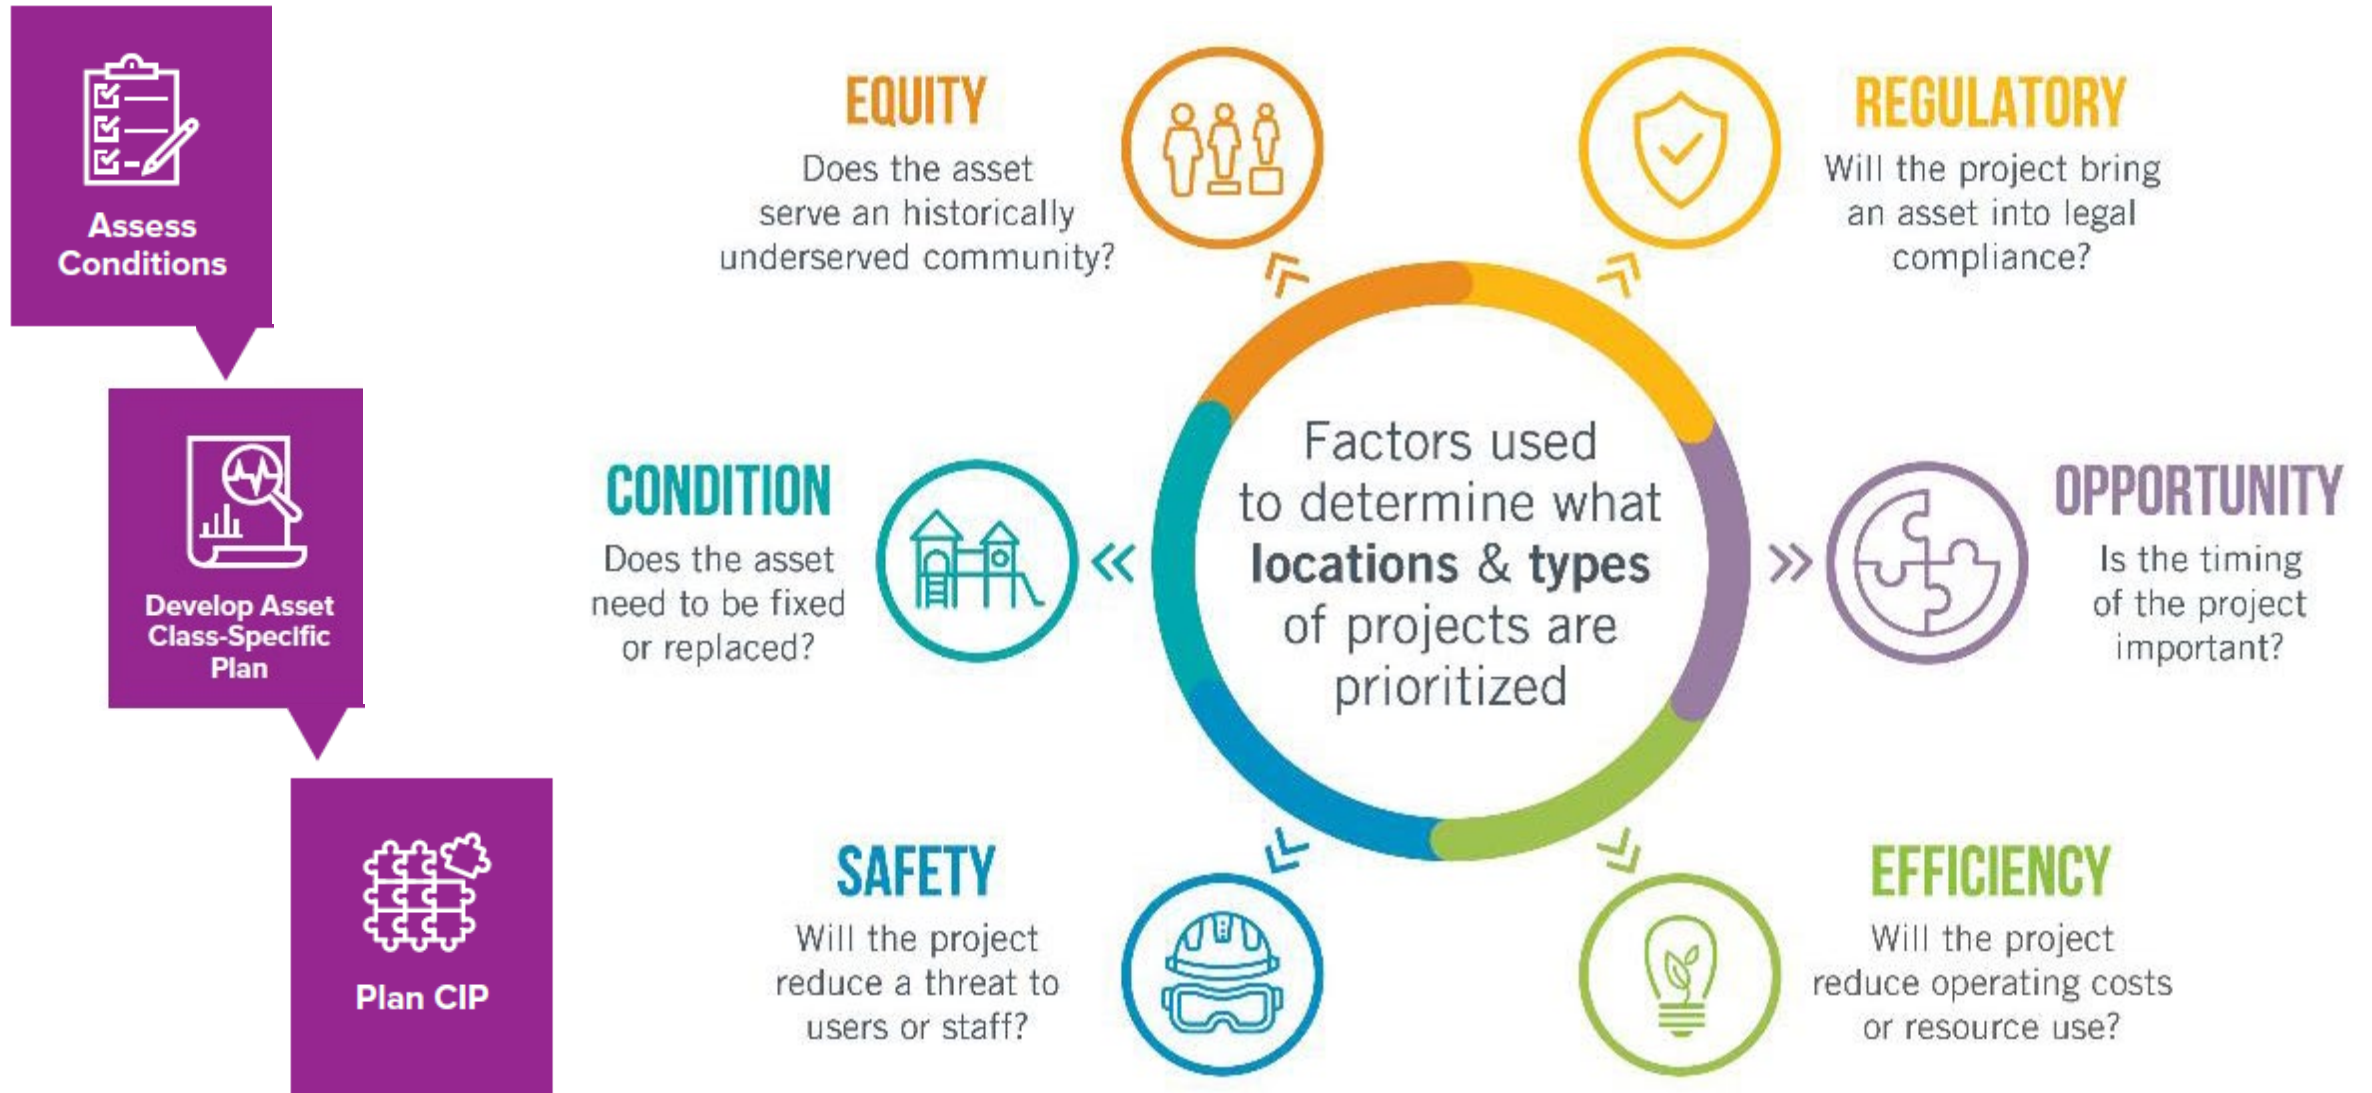 Assess
Conditions
Develop Asset
Class-Specific
Plan
Plan CIP
EQUITY
Does the asset
serve an historically
underserved community?
REGULATORY
Will the project bring
an asset into legal
compliance?
CONDITION
Does the asset
need to be fixed
or replaced?
Factors used
to determine what
locations & types
of projects are
prioritized
OPPORTUNITY
Is the timing
of the project
important?
SAFETY
Will the project
reduce a threat to
users or staff?
EFFICIENCY
Will the project
reduce operating costs
or resource use?